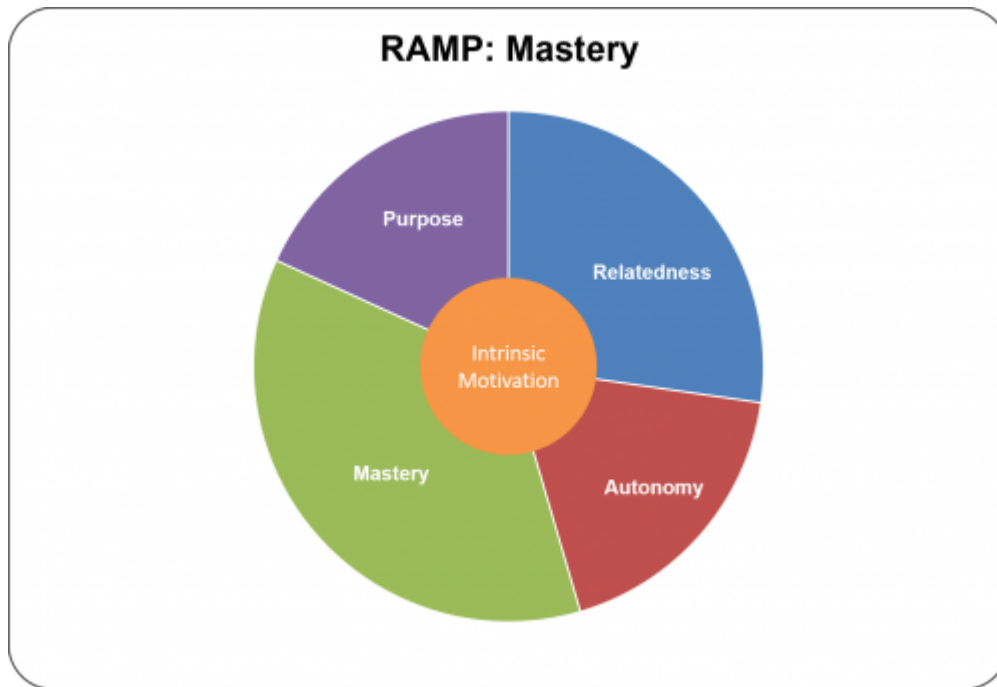 RAMP: Mastery
Purpose
Relatedness
Intrinsic
Motivation
Mastery
Autonomy